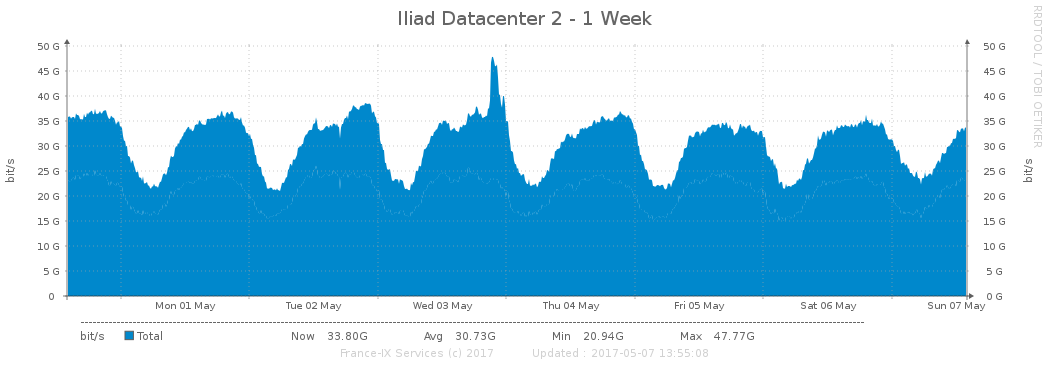 Iliad Datacenter 2 - 1 Week
RRDTOOL / TOBI OETIKER
50 G 50 G
45 G 45 G
40 G 40 G
35 G 35 G
30 G 30 G
25 G 25 G
20 G 20 G
15 G 15 G
10 G 10 G
5 G 5 G
0 0 G
bit/s bit/s
Mon 01 May Tue 02 May Wed 03 May Thu 04 May Fri 05 May Sat 06 May Sun 07 May
bit/s Total Now 33.80G Avg 30.73G Min 20.94G Max 47.77G
France-IX Services (c) 2017 Updated : 2017-05-07 13:55:08